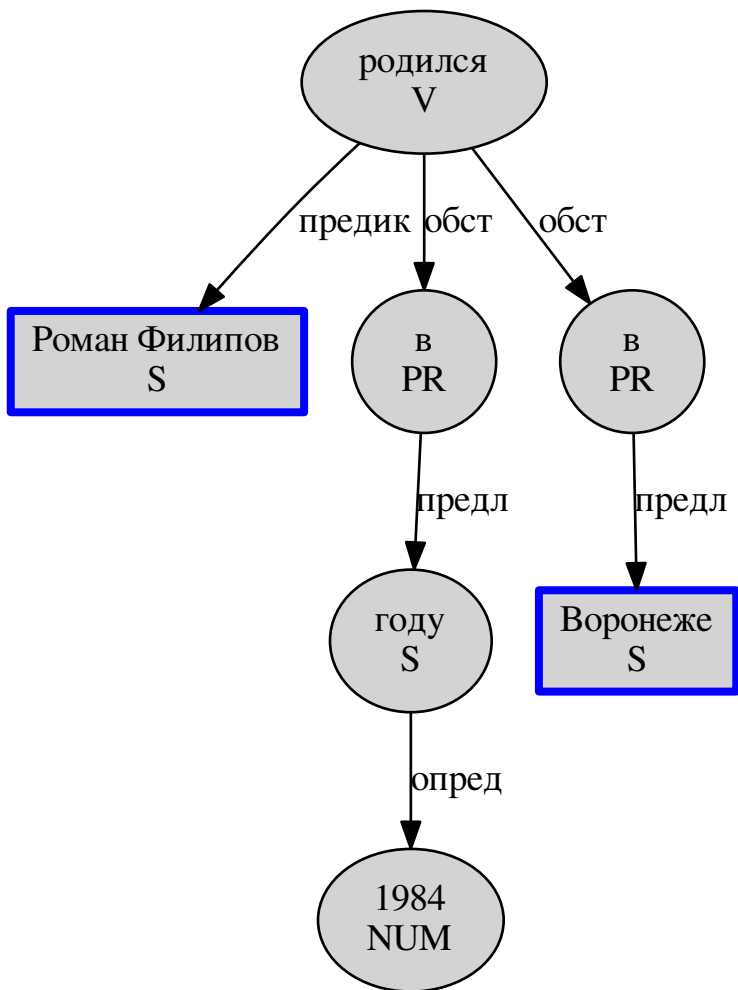 родился
V
предик
обст
обст
Роман Филипов
S
в
PR
в
PR
предл
предл
году
S
Воронеже
S
опред
1984
NUM